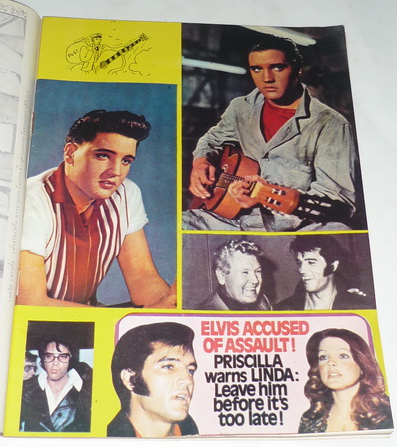 ELVIS ACCUSED
OF ASSAULT!
PRISCILLA
warns LINDA:
Leave him
before it's
too late!